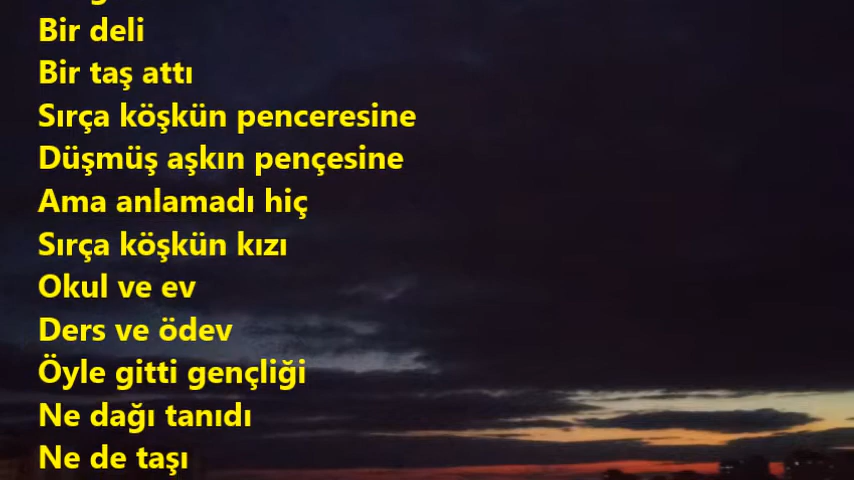 Bir deli
Bir taş attı
Sırça köşkün penceresine
Düşmüş aşkın pençesine
Ama anlamadı hiç
Sırça köşkün kızı
Okul ve ev
Ders ve ödev
Öyle gitti gençliği
Ne dağı tanıdı
Ne de taşı